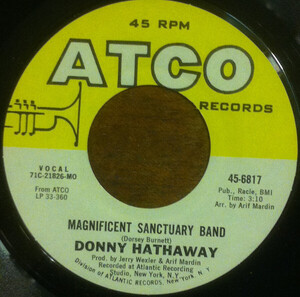 45 RPM
ATCO
RECORDS
VOCAL
71C-21826-MO
From ATCO
LP 33-360
45-6817
Pub., Racle, BMI
Time: 3:10
Arr. by Arif Mardin
MAGNIFICENT SANCTUARY BAND
(Dorsey Burnett)
DONNY HATHAWAY
Prod. by Jerry Wexler & Arif Mardin
Recorded at Atlantic Recording
Studio, New York, N.Y.
Division of ATLANTIC RECORDS, New York, N.Y.